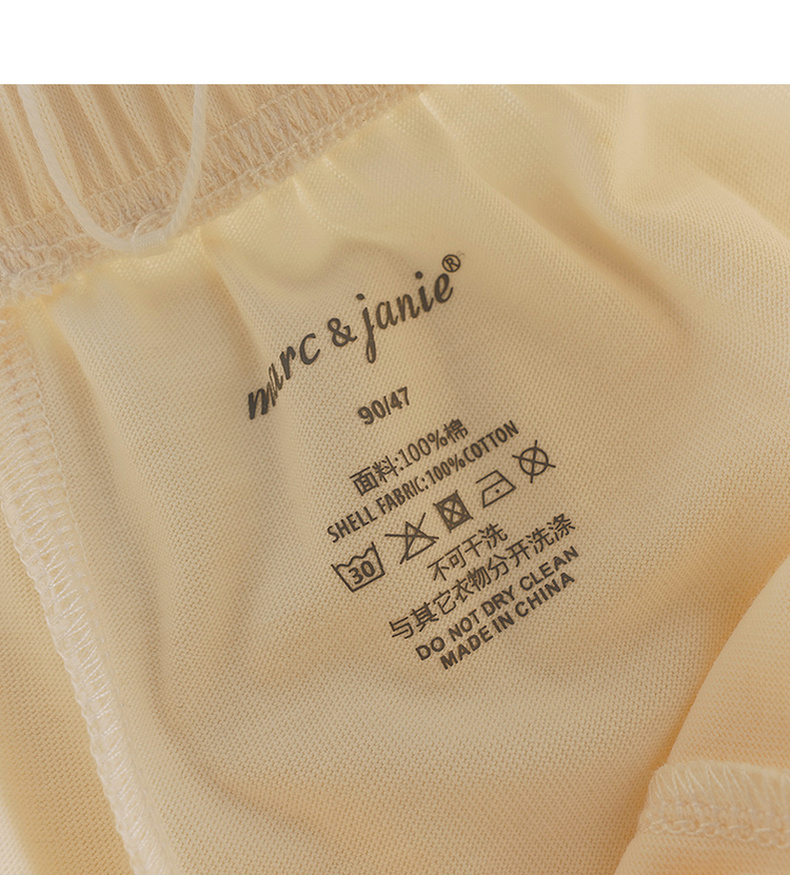 marc & janie®
90/47
面料:100%棉
SHELL FABRIC:100%COTTON
30
不可干洗
与其它衣物分开洗涤
DO NOT DRY CLEAN
MADE IN CHINA